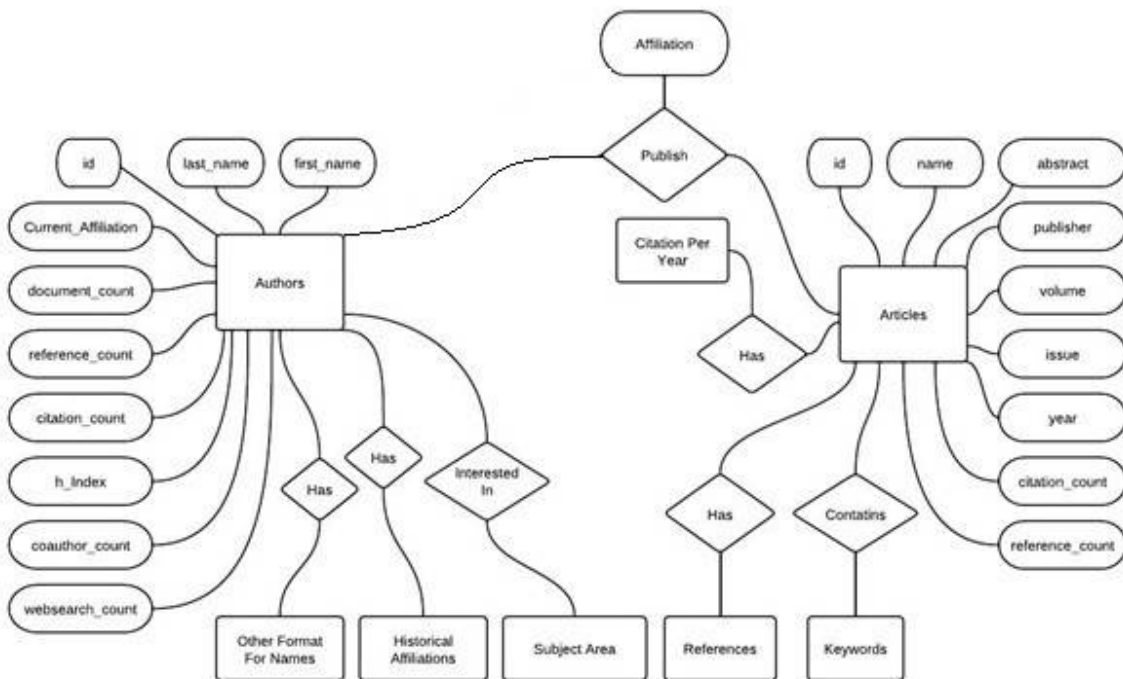 Affiliation
Publish
id
last_name
first_name
id
name
abstract
Current_Affiliation
document_count
reference_count
citation_count
h_Index
coauthor_count
websearch_count
Authors
Citation Per
Year
Has
Articles
publisher
volume
issue
year
citation_count
reference_count
Has
Has
Interested
In
Has
Contatins
Other Format
For Names
Historical
Affiliations
Subject Area
References
Keywords